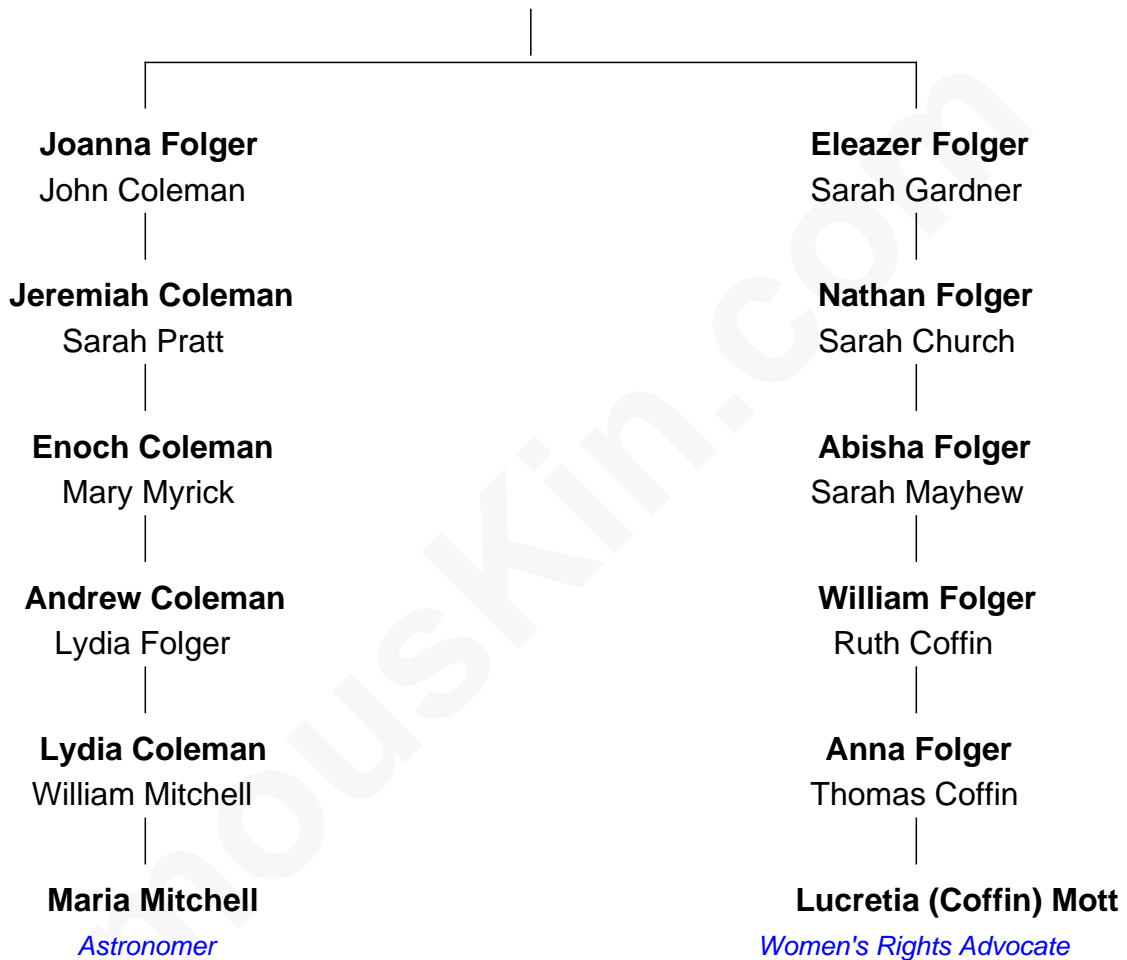 Joanna Folger
John Coleman
Eleazer Folger
Sarah Gardner
Jeremiah Coleman
Sarah Pratt
Nathan Folger
Sarah Church
Enoch Coleman
Mary Myrick
Abisha Folger
Sarah Mayhew
Andrew Coleman
Lydia Folger
William Folger
Ruth Coffin
Lydia Coleman
William Mitchell
Anna Folger
Thomas Coffin
Maria Mitchell
Astronomer
Lucretia (Coffin) Mott
Women's Rights Advocate
mousKin.com